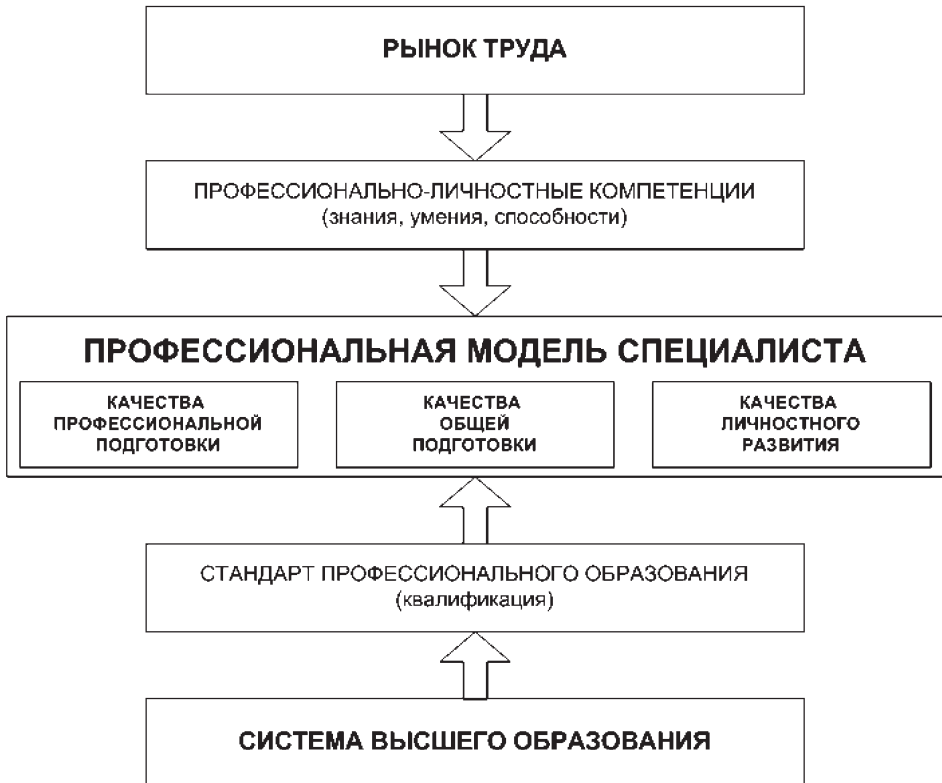 РЫНОК ТРУДА
ПРОФЕССИОНАЛЬНО-ЛИЧНОСТНЫЕ КОМПЕТЕНЦИИ
(знания, умения, способности)
ПРОФЕССИОНАЛЬНАЯ МОДЕЛЬ СПЕЦИАЛИСТА
КАЧЕСТВА
ПРОФЕССИОНАЛЬНОЙ
ПОДГОТОВКИ
КАЧЕСТВА
ОБЩЕЙ
ПОДГОТОВКИ
КАЧЕСТВА
ЛИЧНОСТНОГО
РАЗВИТИЯ
СТАНДАРТ ПРОФЕССИОНАЛЬНОГО ОБРАЗОВАНИЯ
(квалификация)
СИСТЕМА ВЫСШЕГО ОБРАЗОВАНИЯ